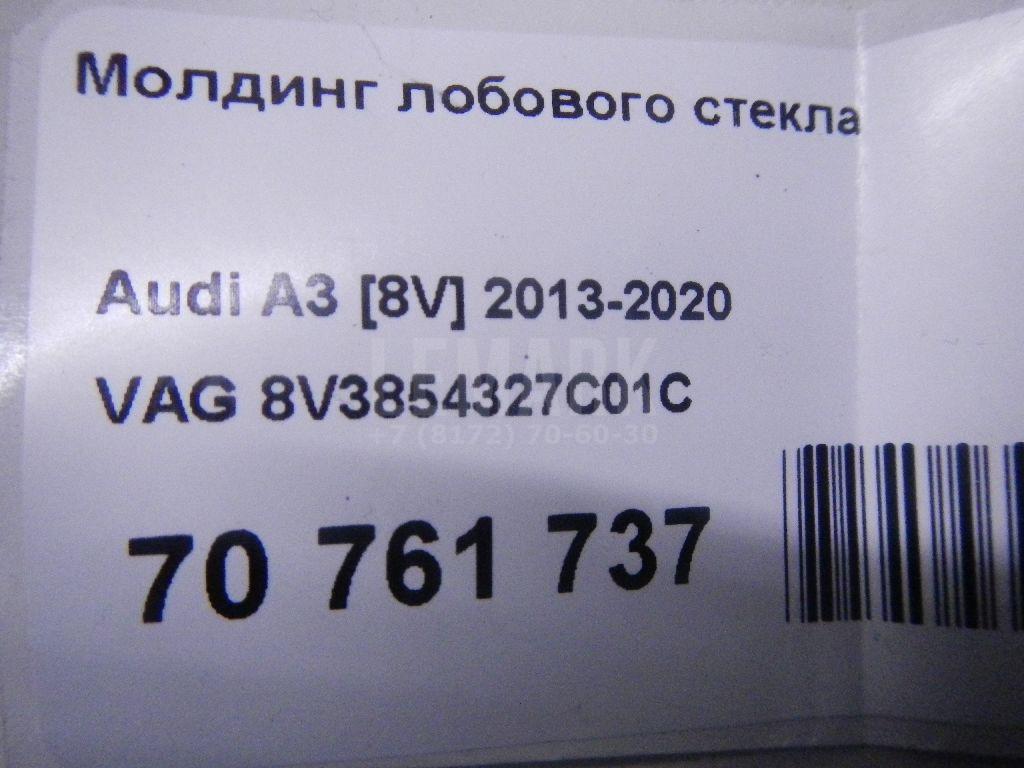 Молдинг лобового стекла
Audi A3 [8V] 2013-2020
LEMARK
VAG 8V3854327C01C
+7 (8172) 70-60-30
70 761 737